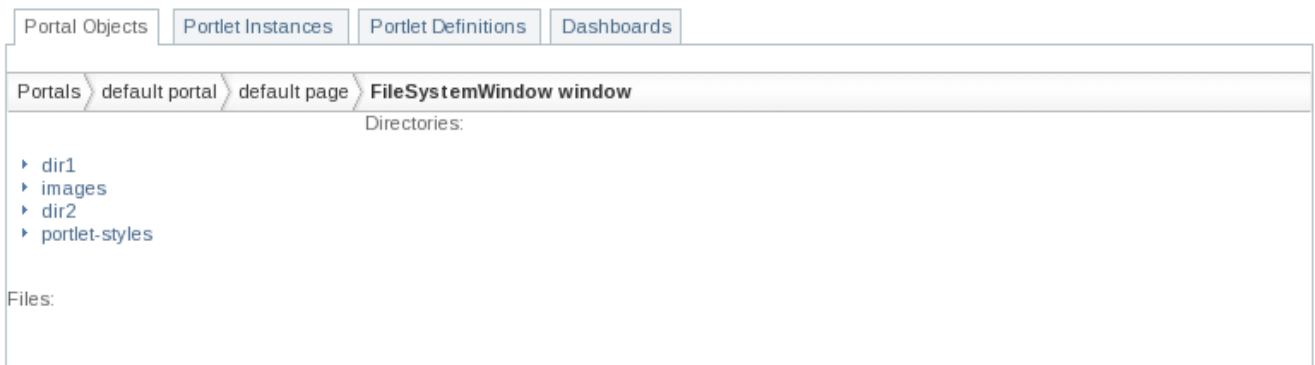 Portal Objects Portlet Instances Portlet Definitions Dashboards
Portals default portal default page FileSystemWindow window
Directories:
dir1
images
dir2
portlet-styles
Files: